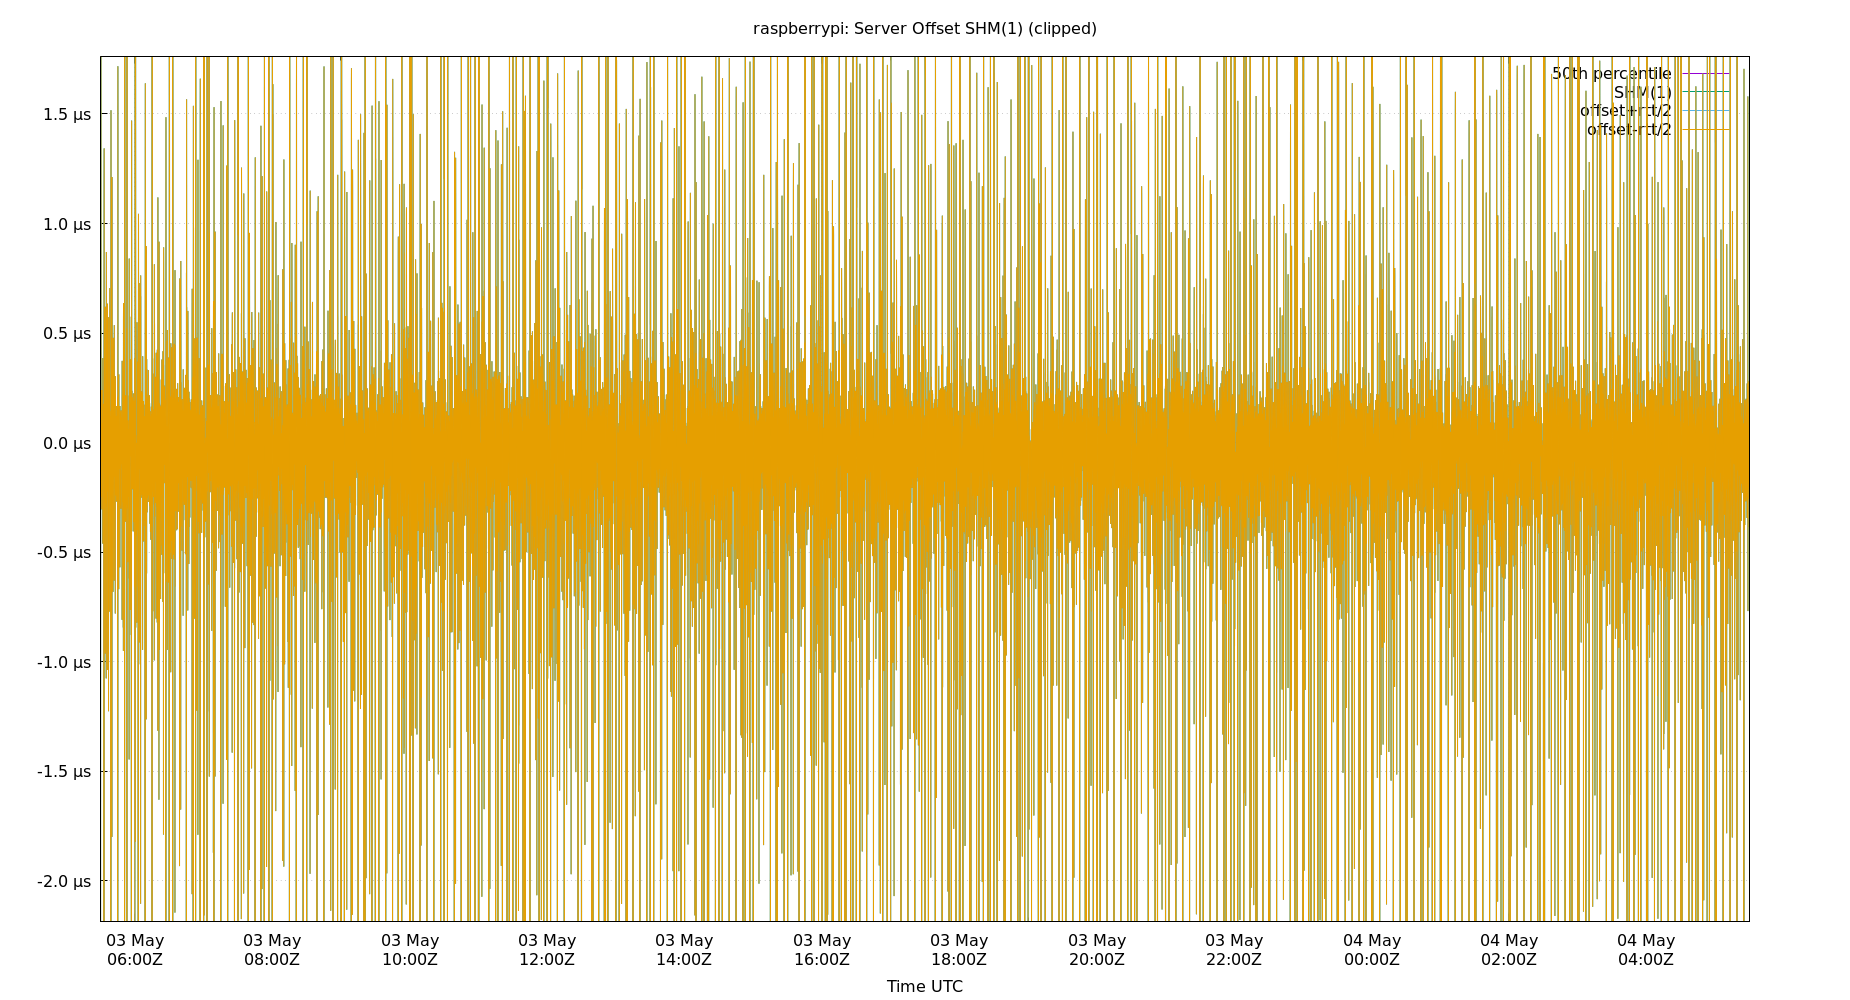 raspberrypi: Server Offset SHM(1) (clipped)
50th percentile
SHM(1)
offset+rtt/2
offset-rtt/2
1.5 µs
1.0 µs
0.5 µs
0.0 µs
-0.5 µs
-1.0 µs
-1.5 µs
-2.0 µs
03 May 03 May 03 May 03 May 03 May 03 May 03 May 03 May 03 May 04 May 04 May 04 May
06:00Z 08:00Z 10:00Z 12:00Z 14:00Z 16:00Z 18:00Z 20:00Z 22:00Z 00:00Z 02:00Z 04:00Z
Time UTC